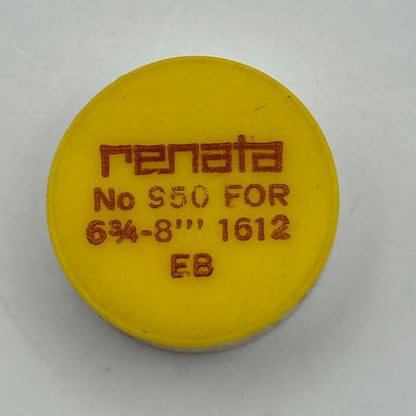 renata
No 950 FOR
6¾-8''' 1612
EB